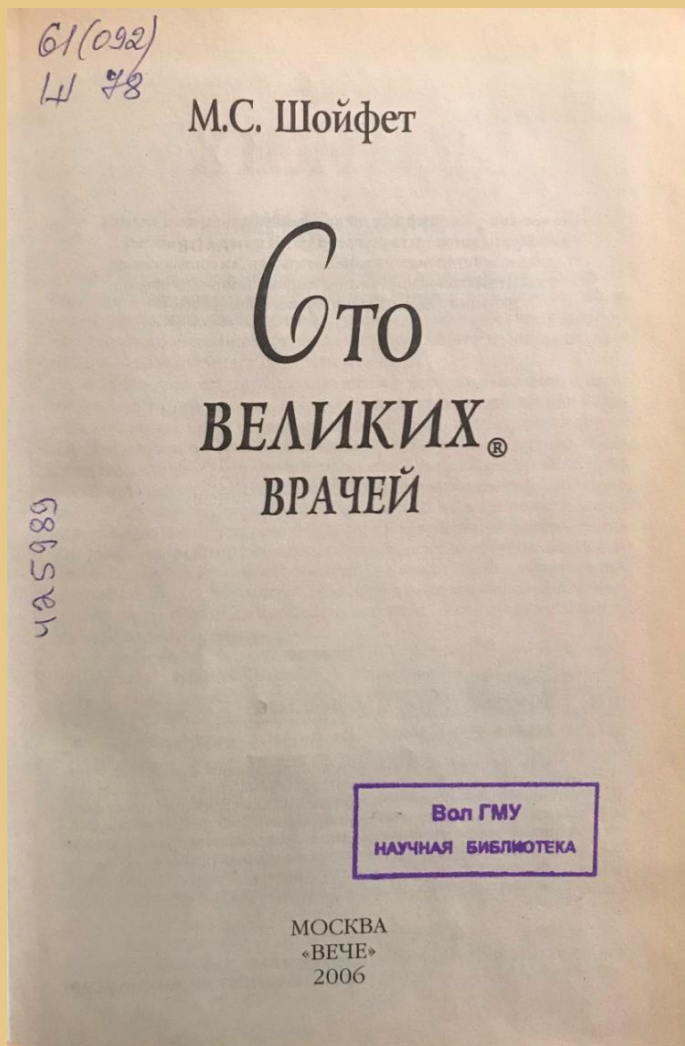 61(092)
Ш 78
М.С. Шойфет
Сто
ВЕЛИКИХ®
ВРАЧЕЙ
425989
Вол ГМУ
НАУЧНАЯ БИБЛИОТЕКА
МОСКВА
«ВЕЧЕ»
2006